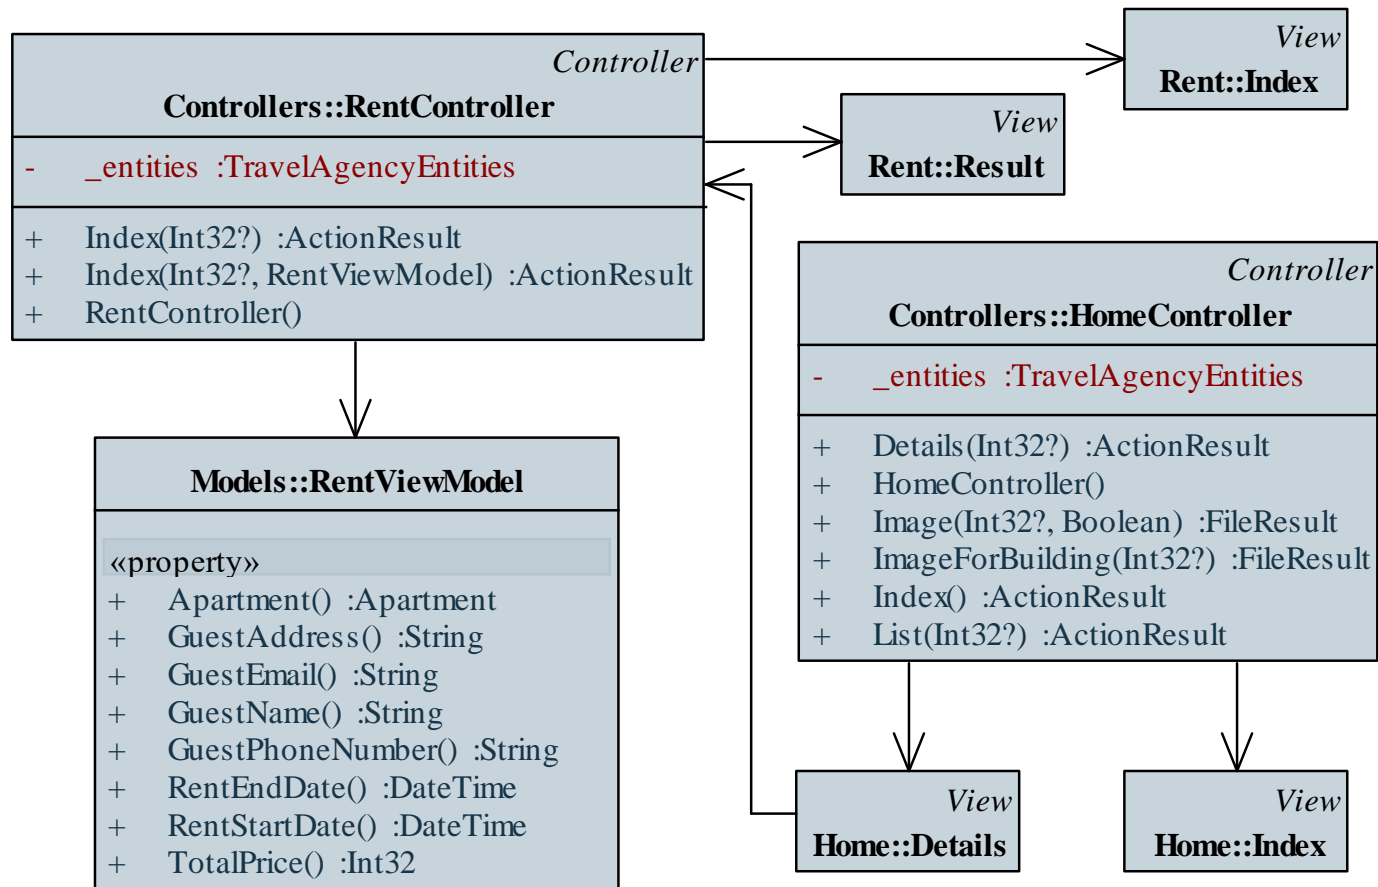 Controller
Controllers::RentController
- _entities :TravelAgencyEntities
+ Index(Int32?) :ActionResult
+ Index(Int32?, RentViewModel) :ActionResult
+ RentController()
View
Rent::Index
View
Rent::Result
Controller
Controllers::HomeController
- _entities :TravelAgencyEntities
+ Details(Int32?) :ActionResult
+ HomeController()
+ Image(Int32?, Boolean) :FileResult
+ ImageForBuilding(Int32?) :FileResult
+ Index() :ActionResult
+ List(Int32?) :ActionResult
Models::RentViewModel
«property»
+ Apartment() :Apartment
+ GuestAddress() :String
+ GuestEmail() :String
+ GuestName() :String
+ GuestPhoneNumber() :String
+ RentEndDate() :DateTime
+ RentStartDate() :DateTime
+ TotalPrice() :Int32
View
Home::Details
View
Home::Index